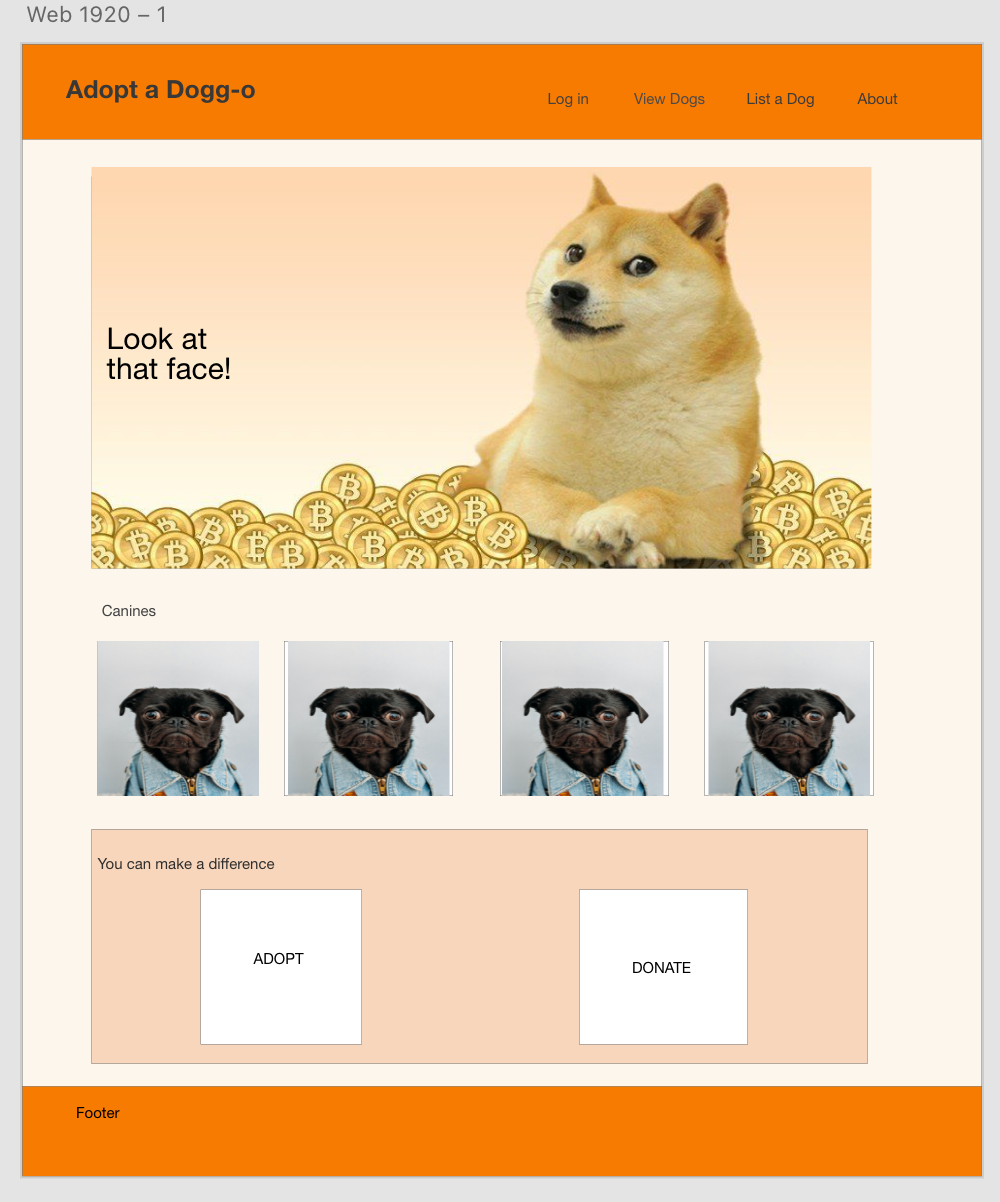 Web 1920 – 1
Adopt a Dogg-o
Log in View Dogs List a Dog About
Look at
that face!
Canines
You can make a difference
ADOPT
DONATE
Footer